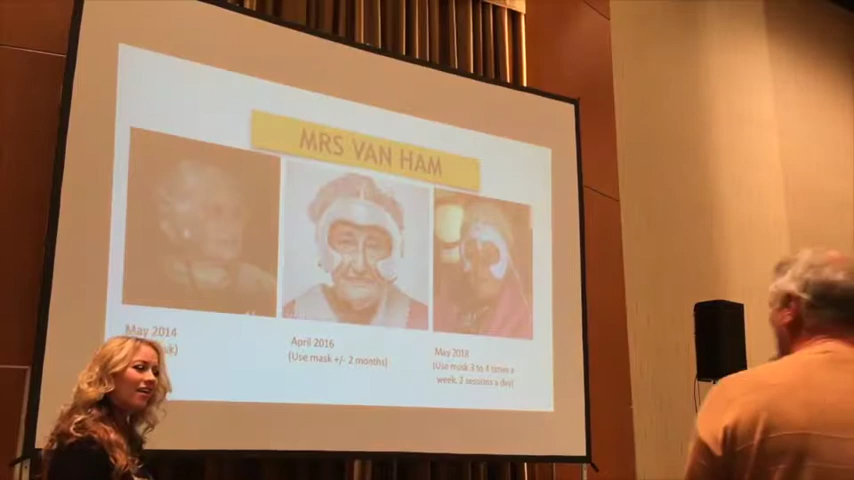 MRS VAN HAM
May 2014
April 2016
(Use mask +/- 2 months)
May 2018
(Use mask 3 to 4 times a
week, 2 sessions a day)